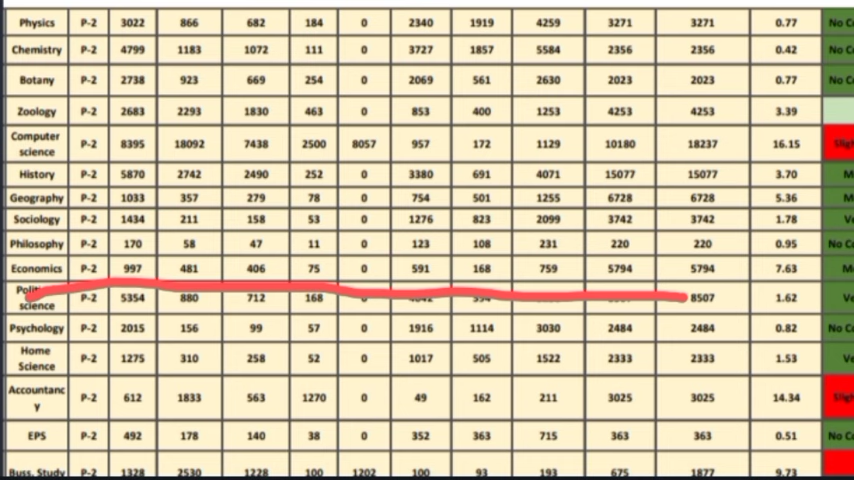 Physics P-2 3022 866 682 184 0 2340 1919 4259 3271 3271 0.77 No
Chemistry P-2 4799 1183 1072 111 0 3727 1857 5584 2356 2356 0.42 No
Botany P-2 2738 923 669 254 0 2069 561 2630 2023 2023 0.77 No
Zoology P-2 2683 2293 1830 463 0 853 400 1253 4253 4253 3.39
Computer
science P-2 8395 18092 7438 2500 8057 957 172 1129 10180 18237 16.15
History P-2 5870 2742 2490 252 0 3380 691 4071 15077 15077 3.70
Geography P-2 1033 357 279 78 0 754 501 1255 6728 6728 5.36
Sociology P-2 1434 211 158 53 0 1276 823 2099 3742 3742 1.78
Philosophy P-2 170 58 47 11 0 123 108 231 220 220 0.95 No
Economics P-2 997 481 406 75 0 591 168 759 5794 5794 7.63
science P-2 5354 880 712 168 8507 1.62
Psychology P-2 2015 156 99 57 0 1916 1114 3030 2484 2484 0.82 No
Home
Science P-2 1275 310 258 52 0 1017 505 1522 2333 2333 1.53
Accountanc
y P-2 612 1833 563 1270 0 49 162 211 3025 3025 14.34
EPS P-2 492 178 140 38 0 352 363 715 363 363 0.51 No
Buss. Study P-2 1328 2530 1228 100 1202 100 93 193 675 1877 9.73